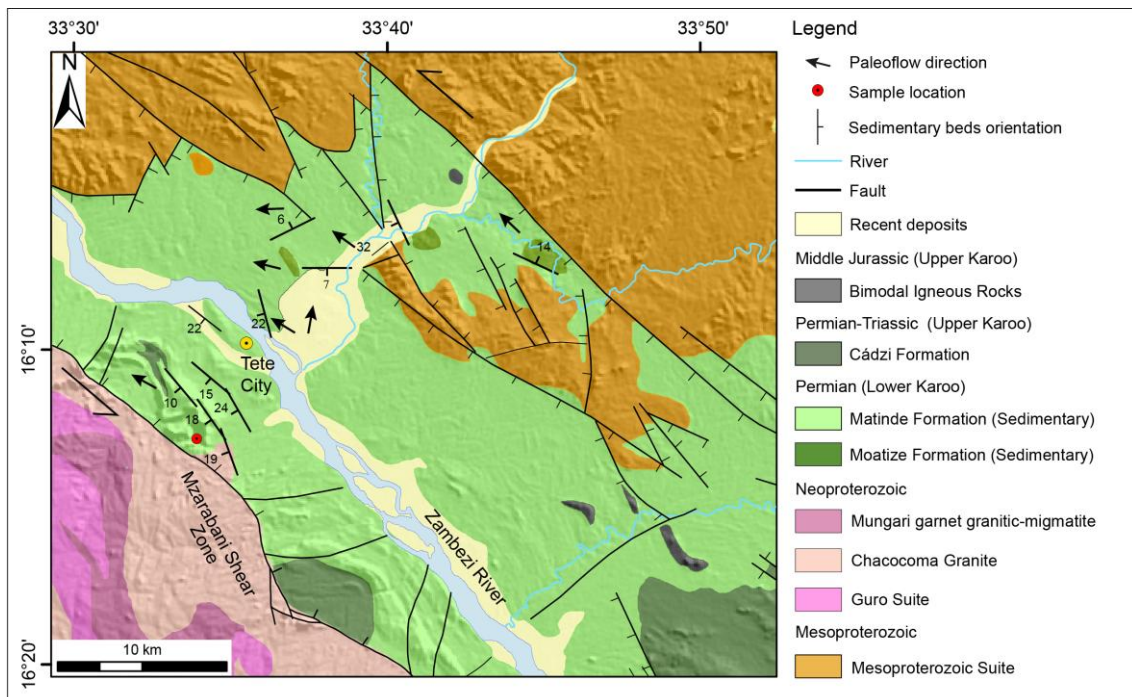 33°30' 33°40' 33°50'
16°10'
16°20'
N
6
32
14
7
22
22
Tete
City
10
15
24
18
19
Mzarabani Shear
Zone
Zambezi River
10 km
Legend
Paleoflow direction
Sample location
Sedimentary beds orientation
River
Fault
Recent deposits
Middle Jurassic (Upper Karoo)
Bimodal Igneous Rocks
Permian-Triassic (Upper Karoo)
Cádzi Formation
Permian (Lower Karoo)
Matinde Formation (Sedimentary)
Moatize Formation (Sedimentary)
Neoproterozoic
Mungari garnet granitic-migmatite
Chacocoma Granite
Guro Suite
Mesoproterozoic
Mesoproterozoic Suite